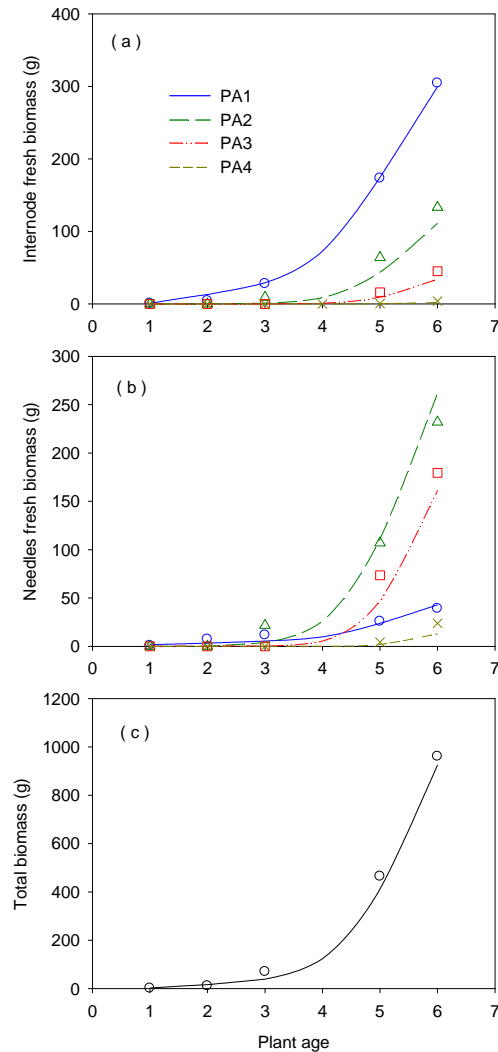 ( a )
Internode fresh biomass (g)
400
300
200
100
0
PA1
PA2
PA3
PA4
0 1 2 3 4 5 6 7
( b )
Needles fresh biomass (g)
300
250
200
150
100
50
0
0 1 2 3 4 5 6 7
( c )
Total biomass (g)
1200
1000
800
600
400
200
0
0 1 2 3 4 5 6 7
Plant age